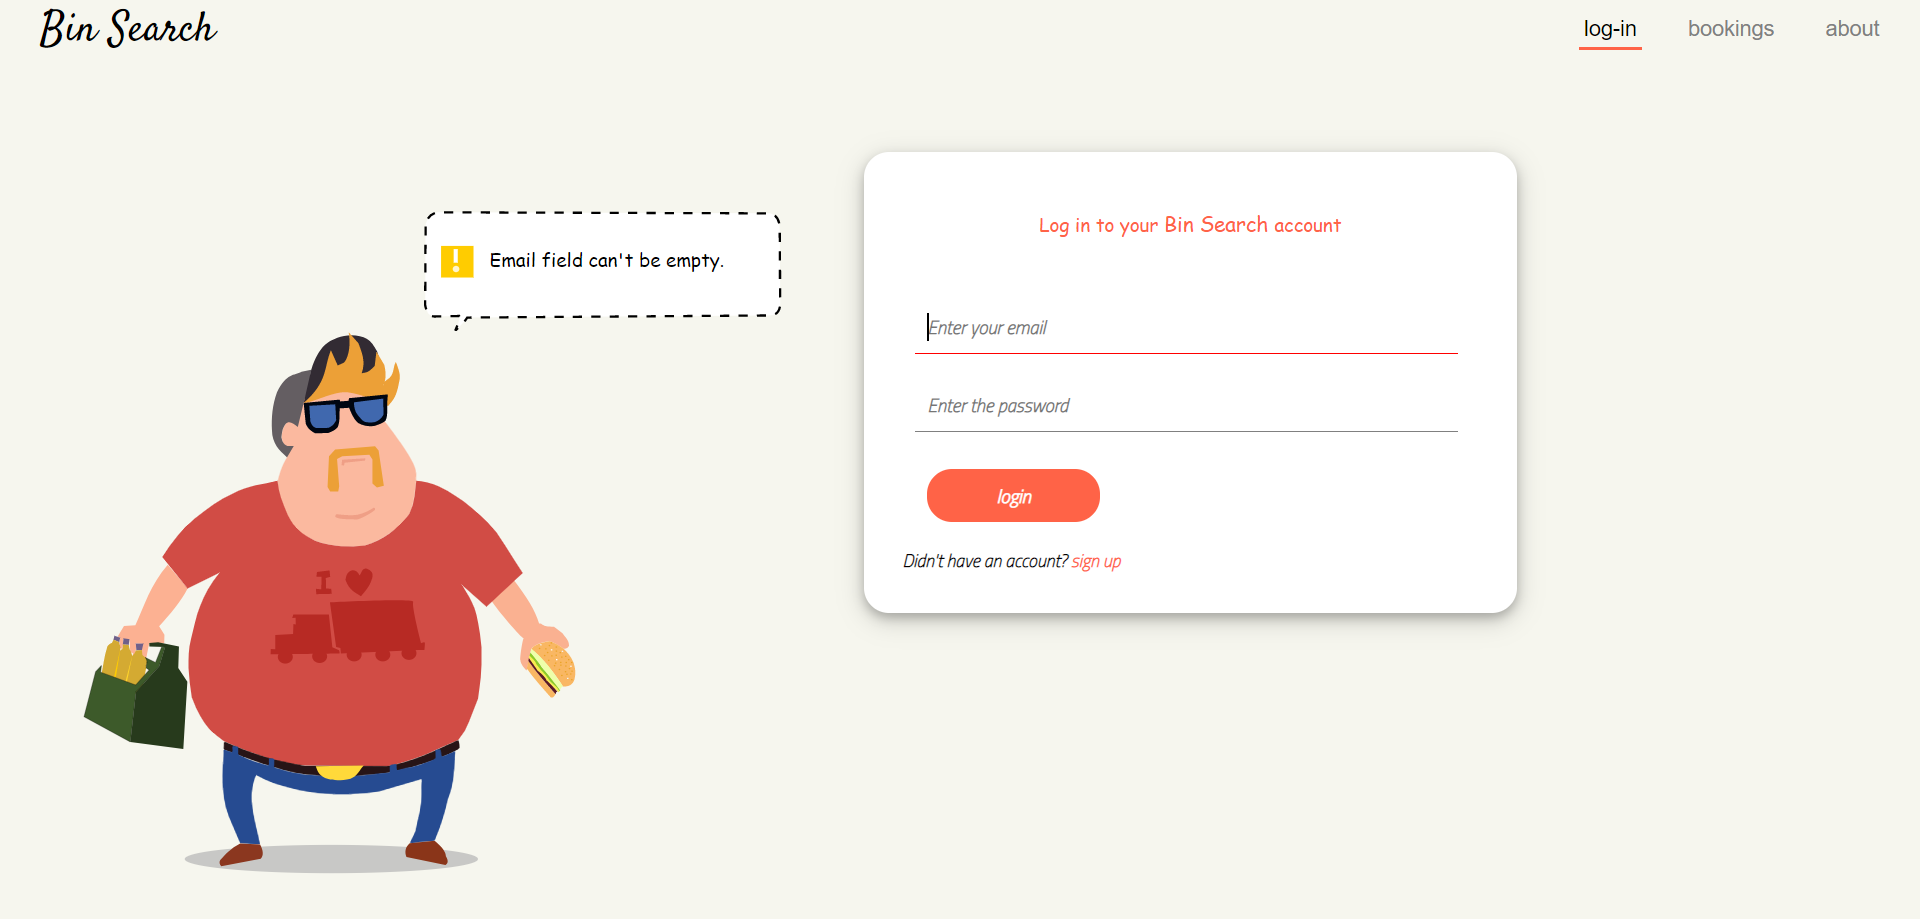 Bin Search
log-in bookings about
Log in to your Bin Search account
Email field can't be empty.
Enter your email
Enter the password
login
Didn't have an account? sign up
I